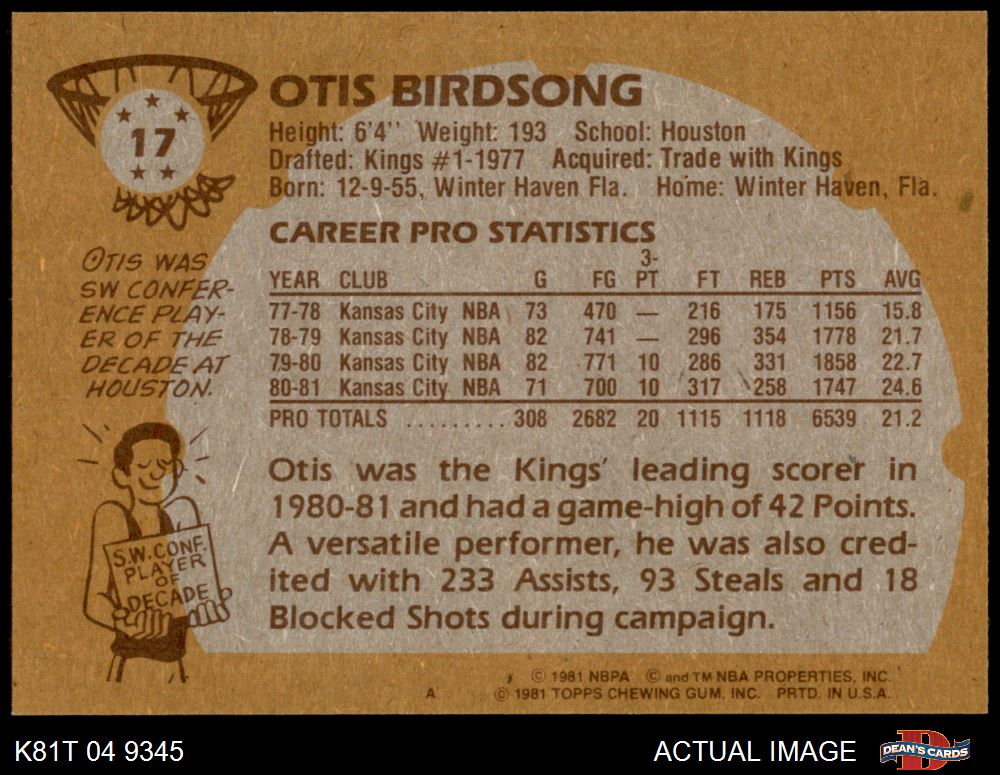 17
OTIS BIRDSONG
Height: 6'4'' Weight: 193 School: Houston
Drafted: Kings #1-1977 Acquired: Trade with Kings
Born: 12-9-55, Winter Haven Fla. Home: Winter Haven, Fla.
OTIS WAS
SW CONFER-
ENCE PLAY-
ER OF THE
DECADE AT
HOUSTON.
S.W. CONF.
PLAYER
OF
DECADE
CAREER PRO STATISTICS
YEAR CLUB G FG 3-PT FT REB PTS AVG
77-78 Kansas City NBA 73 470 — 216 175 1156 15.8
78-79 Kansas City NBA 82 741 — 296 354 1778 21.7
79-80 Kansas City NBA 82 771 10 286 331 1858 22.7
80-81 Kansas City NBA 71 700 10 317 258 1747 24.6
PRO TOTALS ......... 308 2682 20 1115 1118 6539 21.2
Otis was the Kings' leading scorer in
1980-81 and had a game-high of 42 Points.
A versatile performer, he was also cred-
ited with 233 Assists, 93 Steals and 18
Blocked Shots during campaign.
© 1981 NBPA © and TM NBA PROPERTIES, INC.
A © 1981 TOPPS CHEWING GUM, INC. PRTD. IN U.S.A.
K81T 04 9345 ACTUAL IMAGE DEAN'S CARDS